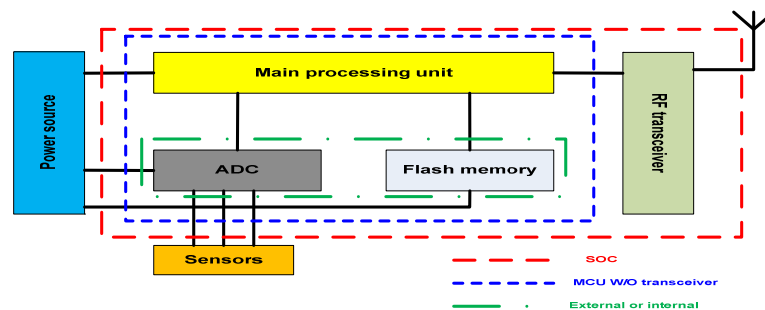 Main processing unit
Power source
RF transceiver
ADC
Flash memory
Sensors
SOC
MCU W/O transceiver
External or internal